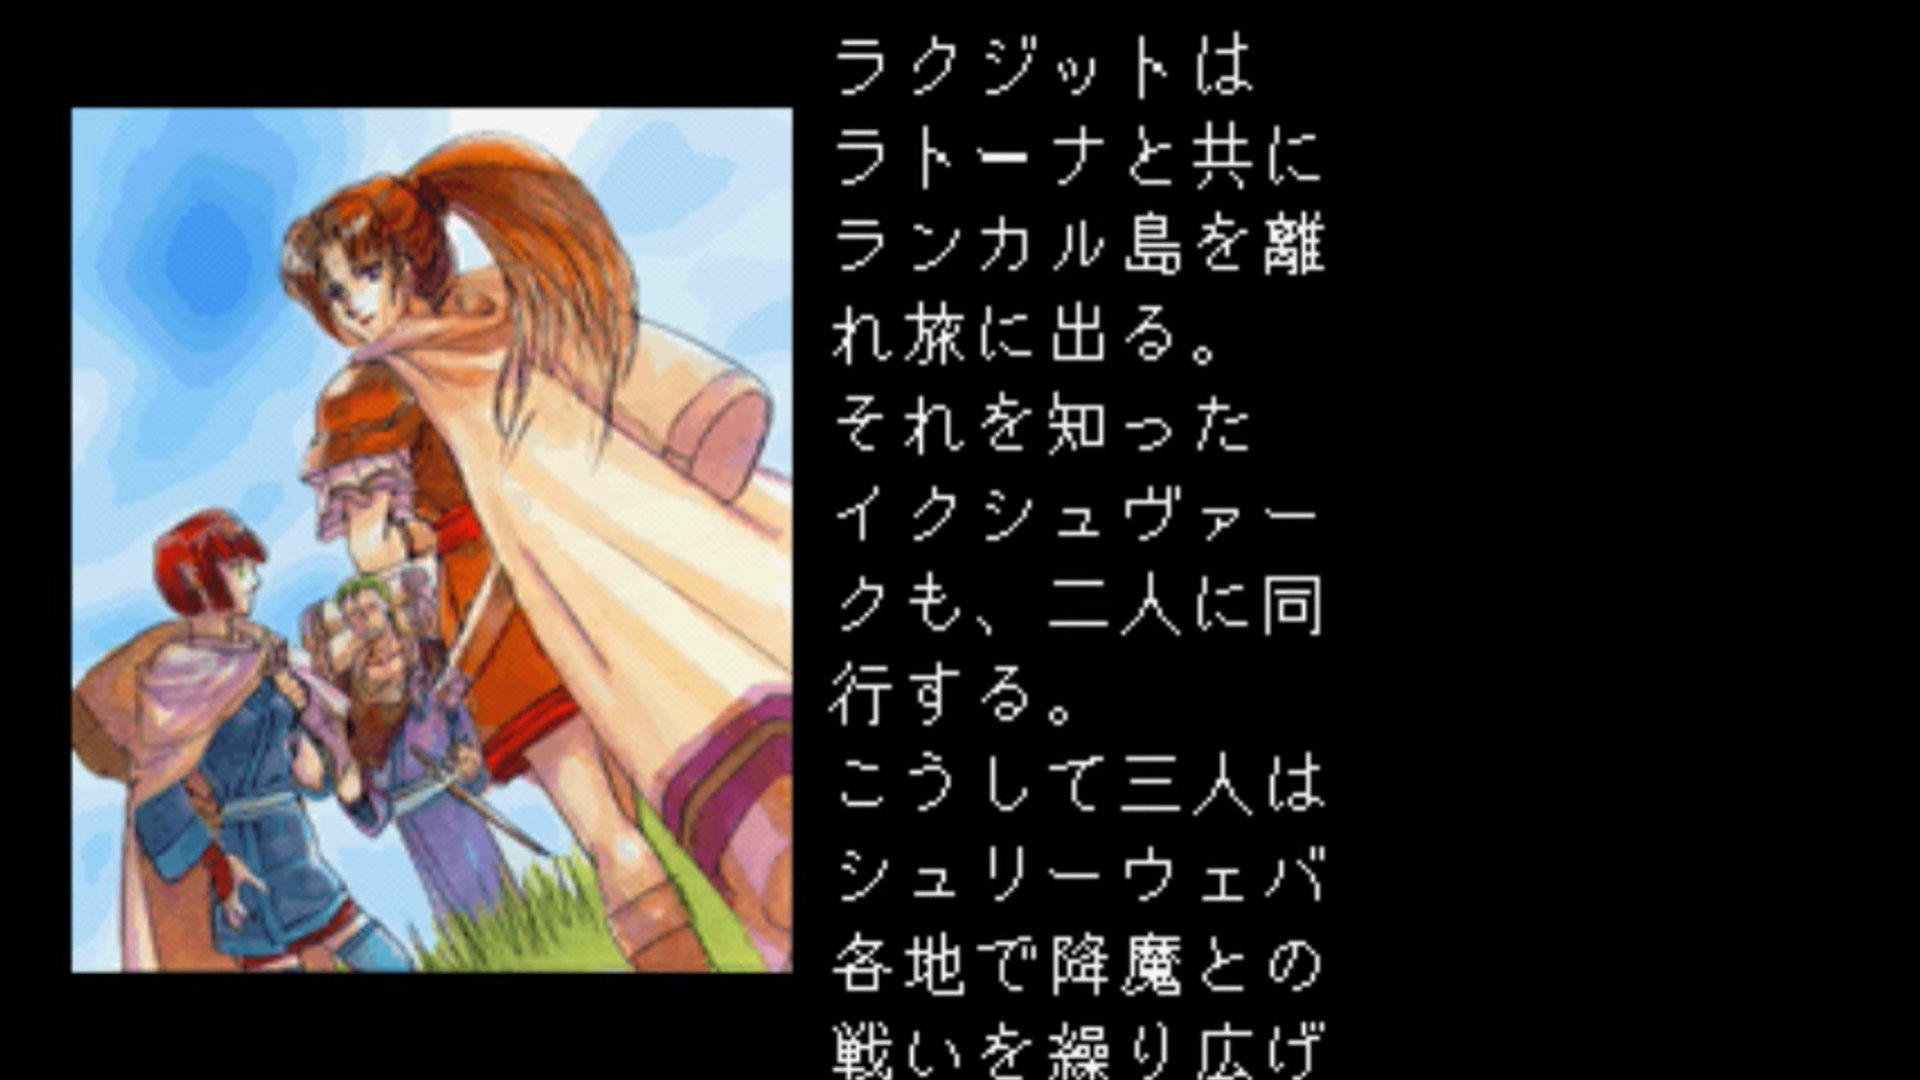 ラクジットは
ラトーナと共に
ランカル島を離
れ旅に出る。
それを知った
イクシュヴァー
クも、二人に同
行する。
こうして三人は
シュリーウェバ
各地で降魔との
戦いを繰り広げ